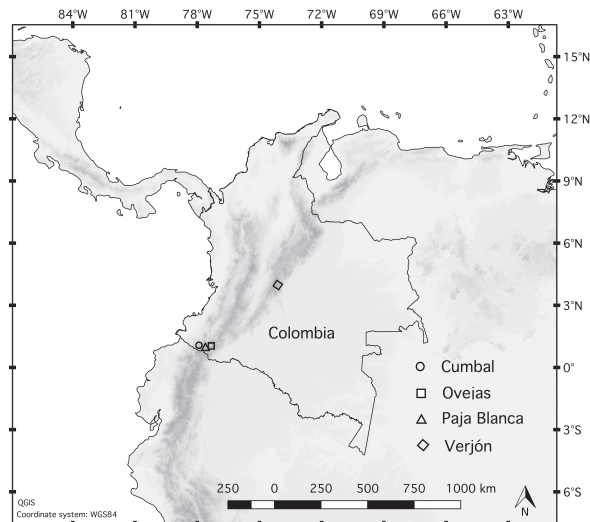 84°W 81°W 78°W 75°W 72°W 69°W 66°W 63°W
15°N
12°N
9°N
6°N
3°N
Colombia
0°
Cumbal
Ovejas
Paja Blanca
3°S
Verjón
250 0 250 500 750 1000 km
6°S
QGIS
Coordinate system: WGS84
N